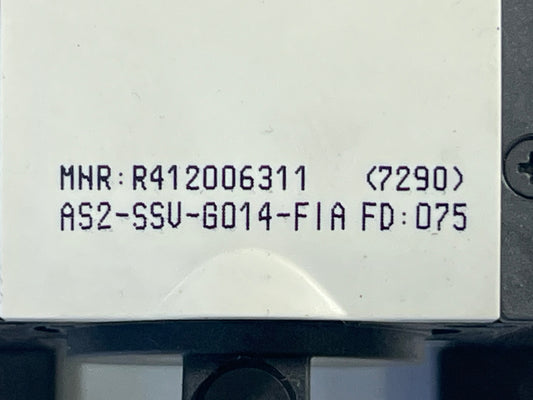 MNR:R412006311 (7290)
AS2-SSV-G014-FIA FD:075